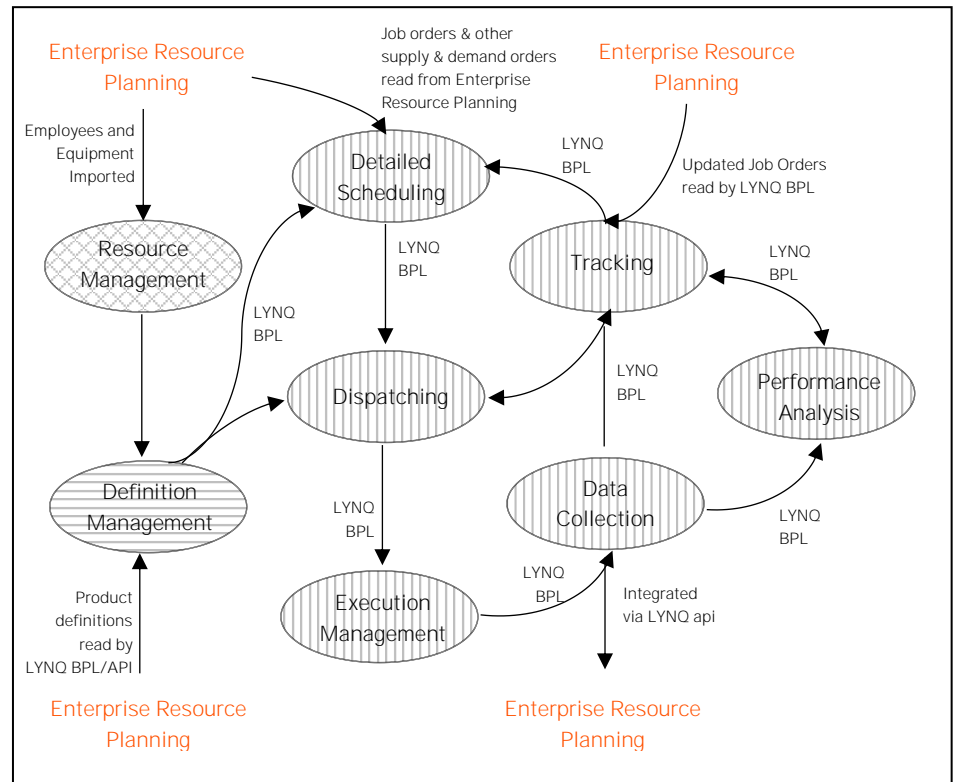 Enterprise Resource
Planning
Job orders & other
supply & demand orders
read from Enterprise
Resource Planning
Enterprise Resource
Planning
Employees and
Equipment
Imported
Detailed
Scheduling
LYNQ
BPL
Updated Job Orders
read by LYNQ BPL
Resource
Management
LYNQ
BPL
Tracking
LYNQ
BPL
LYNQ
BPL
Dispatching
LYNQ
BPL
Performance
Analysis
Definition
Management
LYNQ
BPL
Data
Collection
LYNQ
BPL
Product
definitions
read by
LYNQ BPL/API
Execution
Management
LYNQ
BPL
Integrated
via LYNQ api
Enterprise Resource
Planning
Enterprise Resource
Planning